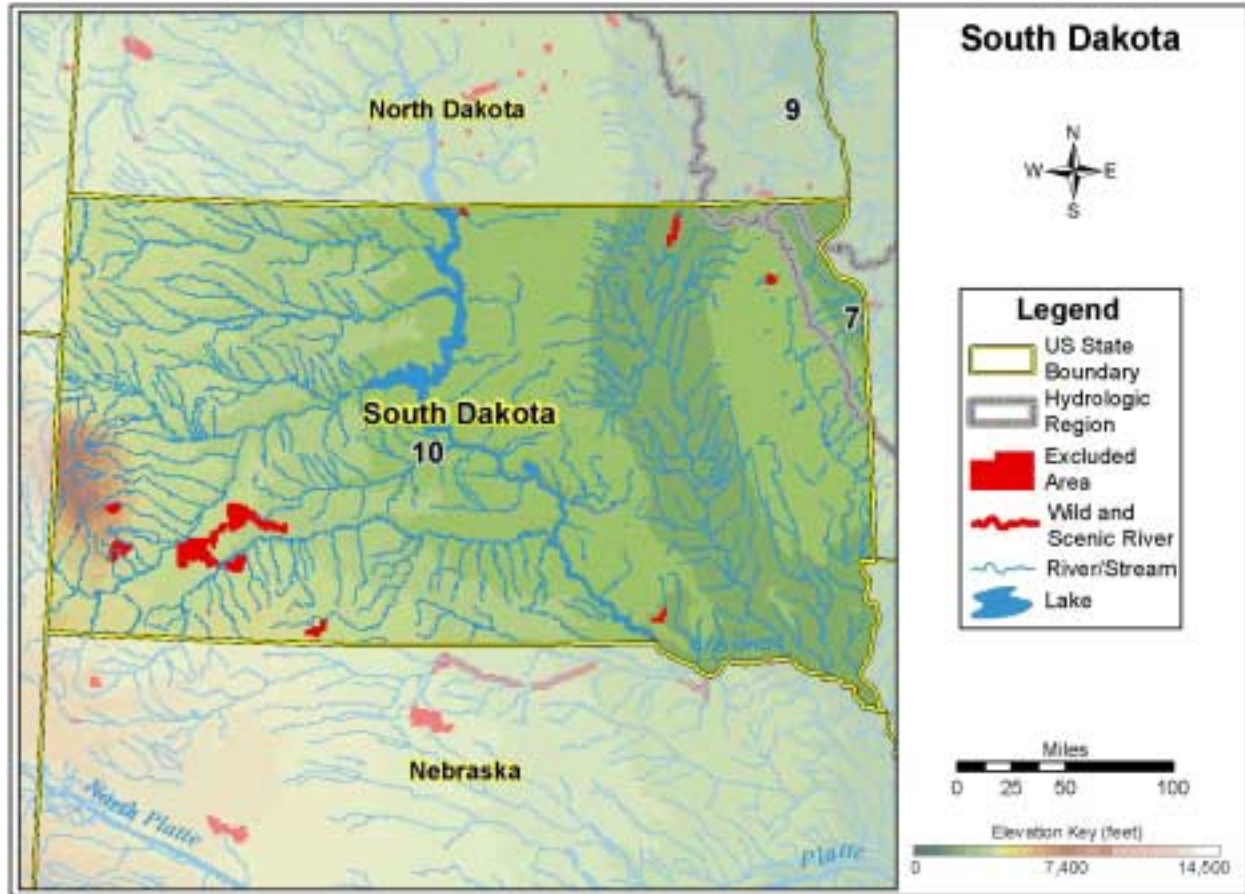 South Dakota
North Dakota
9
N
W E
S
7
Legend
US State
Boundary
Hydrologic
Region
Excluded
Area
Wild and
Scenic River
River/Stream
Lake
South Dakota
10
Nebraska
North Platte
Platte
Miles
0 25 50 100
Elevation Key (feet)
0 7,400 14,500